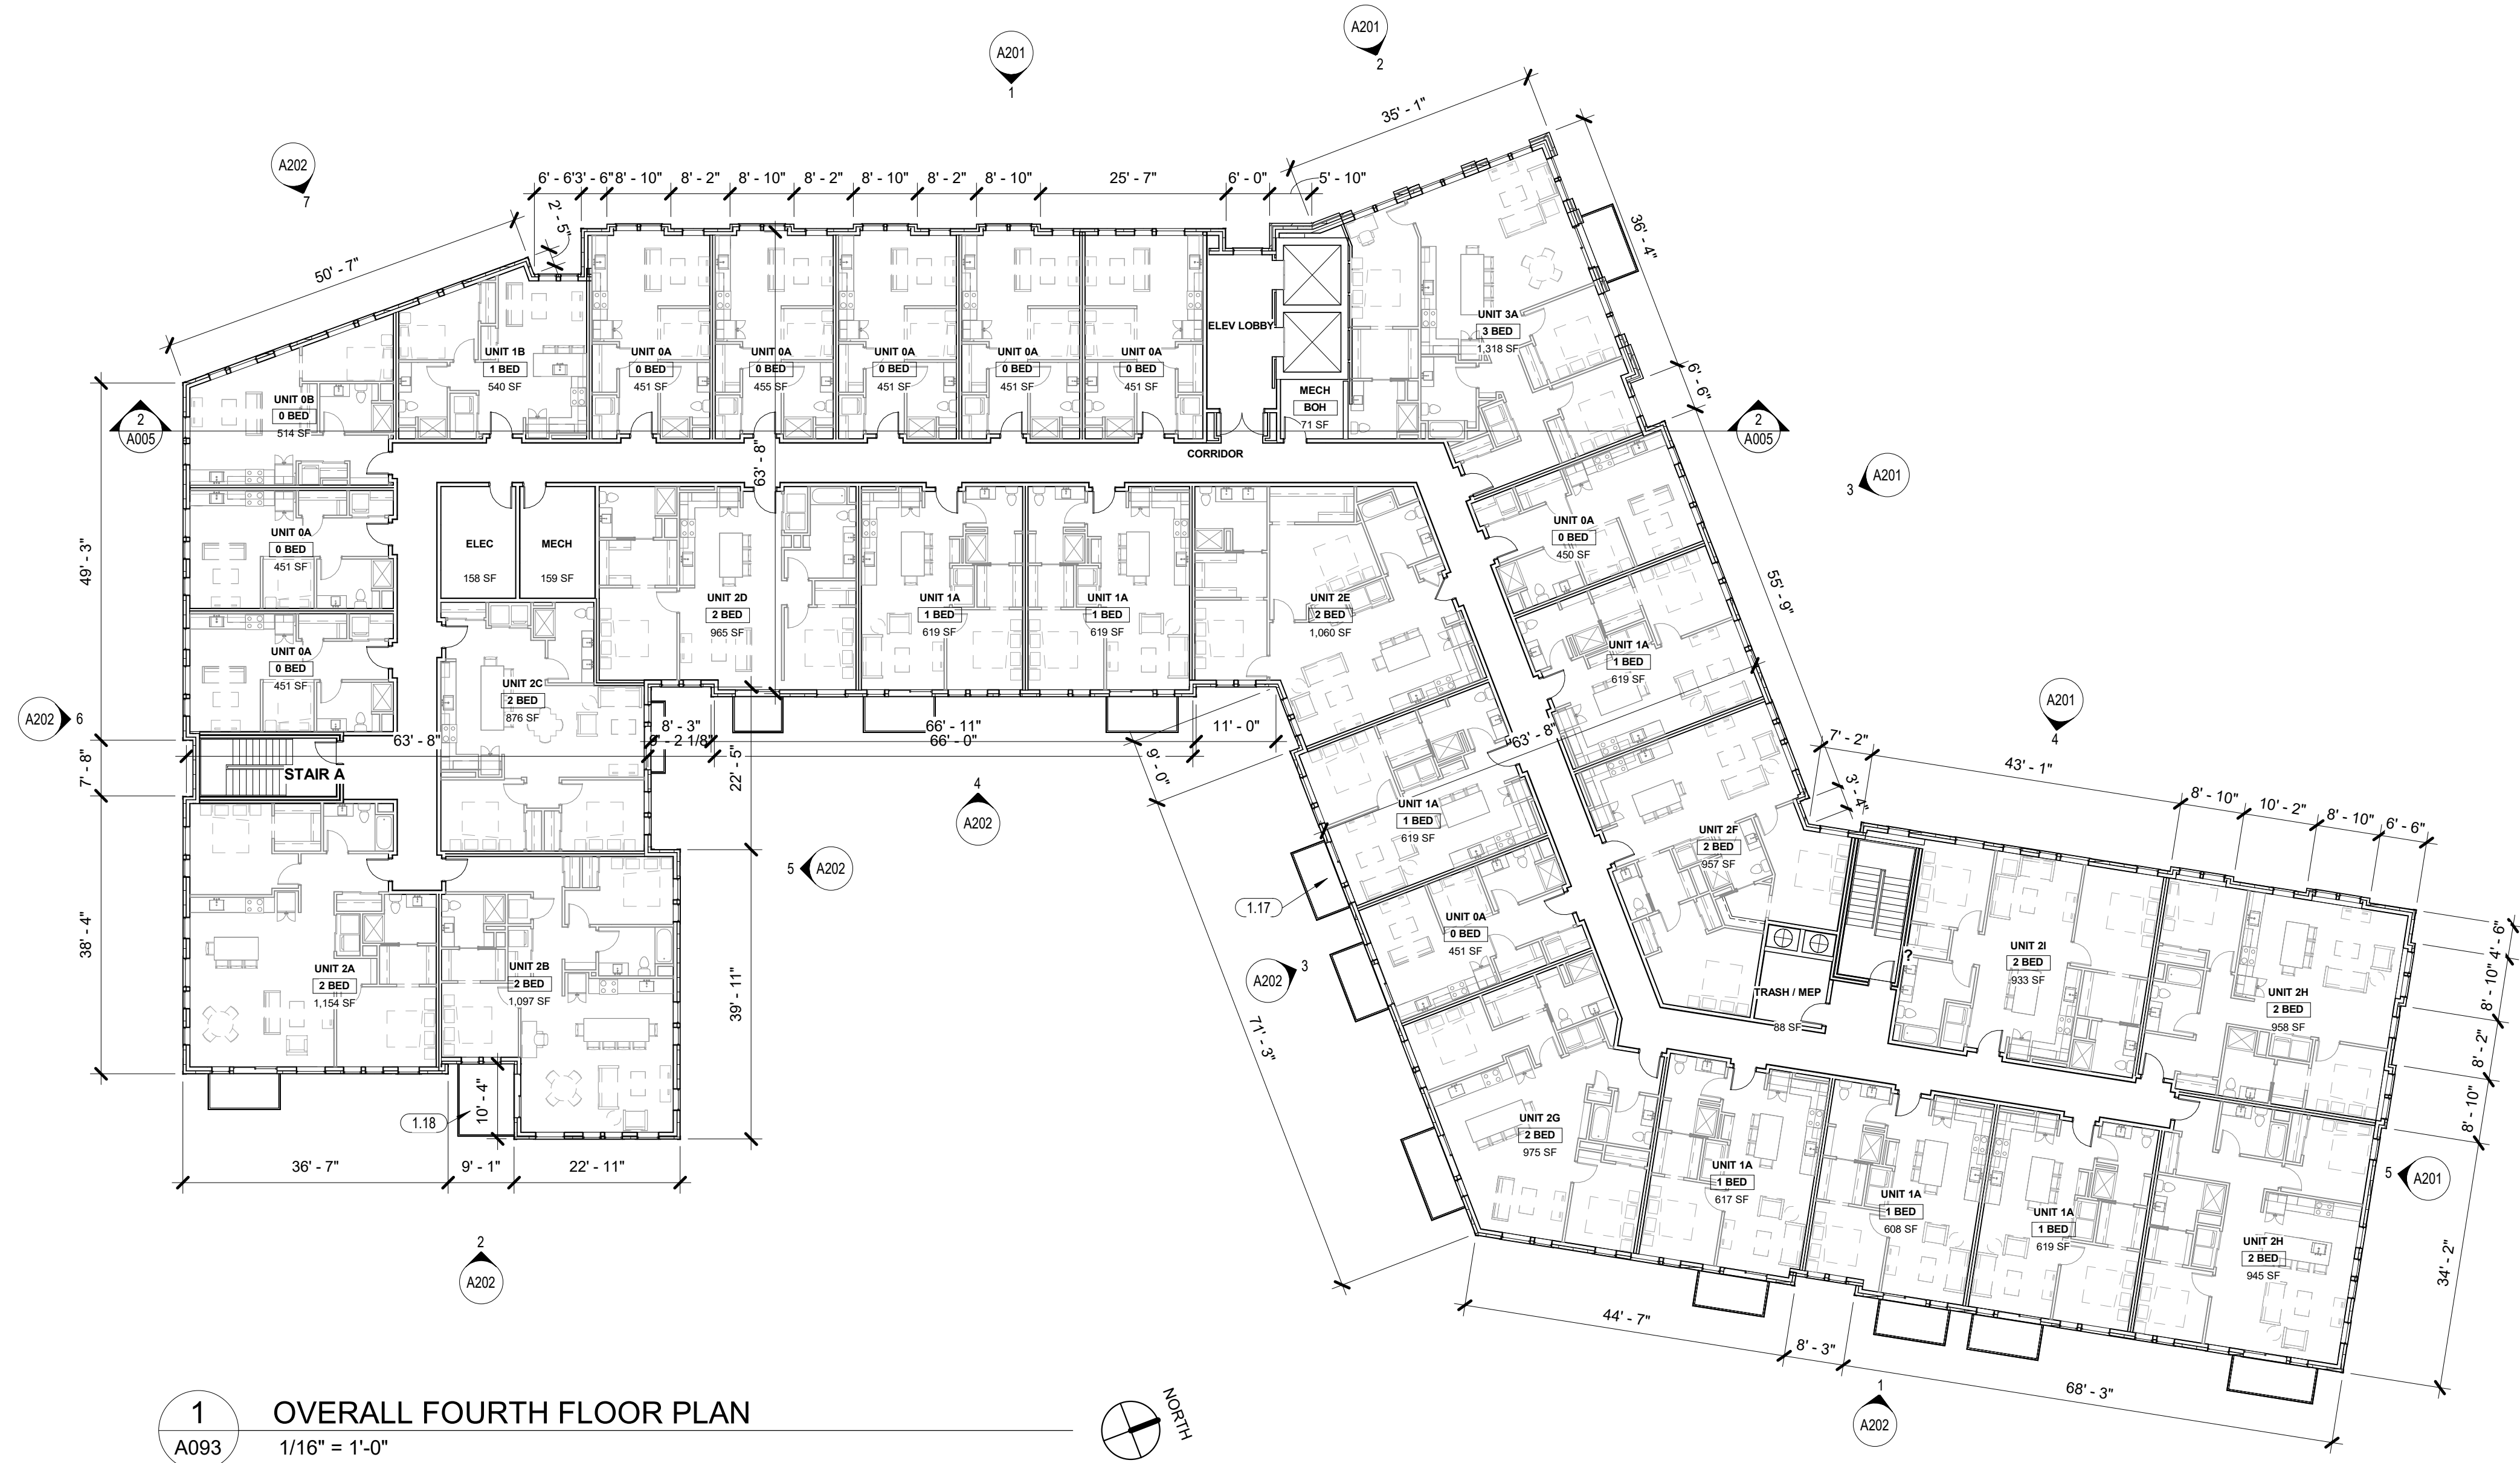 A201
2
A201
1
35' - 1"
A202
7
6' - 6"
3' - 6"
8' - 10"
8' - 2"
8' - 10"
8' - 2"
8' - 10"
8' - 2"
8' - 10"
25' - 7"
6' - 0"
5' - 10"
2' - 5"
50' - 7"
36' - 4"
6' - 6"
ELEV LOBBY
UNIT 3A
3 BED
1,318 SF
UNIT 1B
1 BED
540 SF
UNIT 0A
0 BED
451 SF
UNIT 0A
0 BED
455 SF
UNIT 0A
0 BED
451 SF
UNIT 0A
0 BED
451 SF
UNIT 0A
0 BED
451 SF
MECH
BOH
71 SF
UNIT 0B
0 BED
514 SF
2
A005
2
A005
CORRIDOR
63' - 8"
3
A201
49' - 3"
UNIT 0A
0 BED
451 SF
ELEC
158 SF
MECH
159 SF
UNIT 0A
0 BED
450 SF
55' - 9"
UNIT 2D
2 BED
965 SF
UNIT 1A
1 BED
619 SF
UNIT 1A
1 BED
619 SF
UNIT 2E
2 BED
1,060 SF
UNIT 0A
0 BED
451 SF
UNIT 1A
1 BED
619 SF
UNIT 2C
2 BED
876 SF
A202
6
A201
4
63' - 8"
8' - 3"
66' - 11"
11' - 0"
66' - 0"
63' - 8"
9' - 0"
22' - 5"
7' - 8"
STAIR A
7' - 2"
43' - 1"
3' - 4"
8' - 10"
10' - 2"
8' - 10"
6' - 6"
4
A202
UNIT 1A
1 BED
619 SF
UNIT 2F
2 BED
957 SF
5
A202
1.17
UNIT 0A
0 BED
451 SF
38' - 4"
UNIT 2A
2 BED
1,154 SF
UNIT 2B
2 BED
1,097 SF
39' - 11"
A202
3
?
UNIT 2I
2 BED
933 SF
4' - 6"
8' - 10"
8' - 2"
8' - 10"
TRASH / MEP
88 SF
UNIT 2H
2 BED
958 SF
71' - 3"
10' - 4"
1.18
UNIT 2G
2 BED
975 SF
36' - 7"
9' - 1"
22' - 11"
UNIT 1A
1 BED
617 SF
UNIT 1A
1 BED
608 SF
UNIT 1A
1 BED
619 SF
UNIT 2H
2 BED
945 SF
5
A201
34' - 2"
2
A202
44' - 7"
8' - 3"
68' - 3"
1
A202
1
A093
OVERALL FOURTH FLOOR PLAN
1/16" = 1'-0"
NORTH